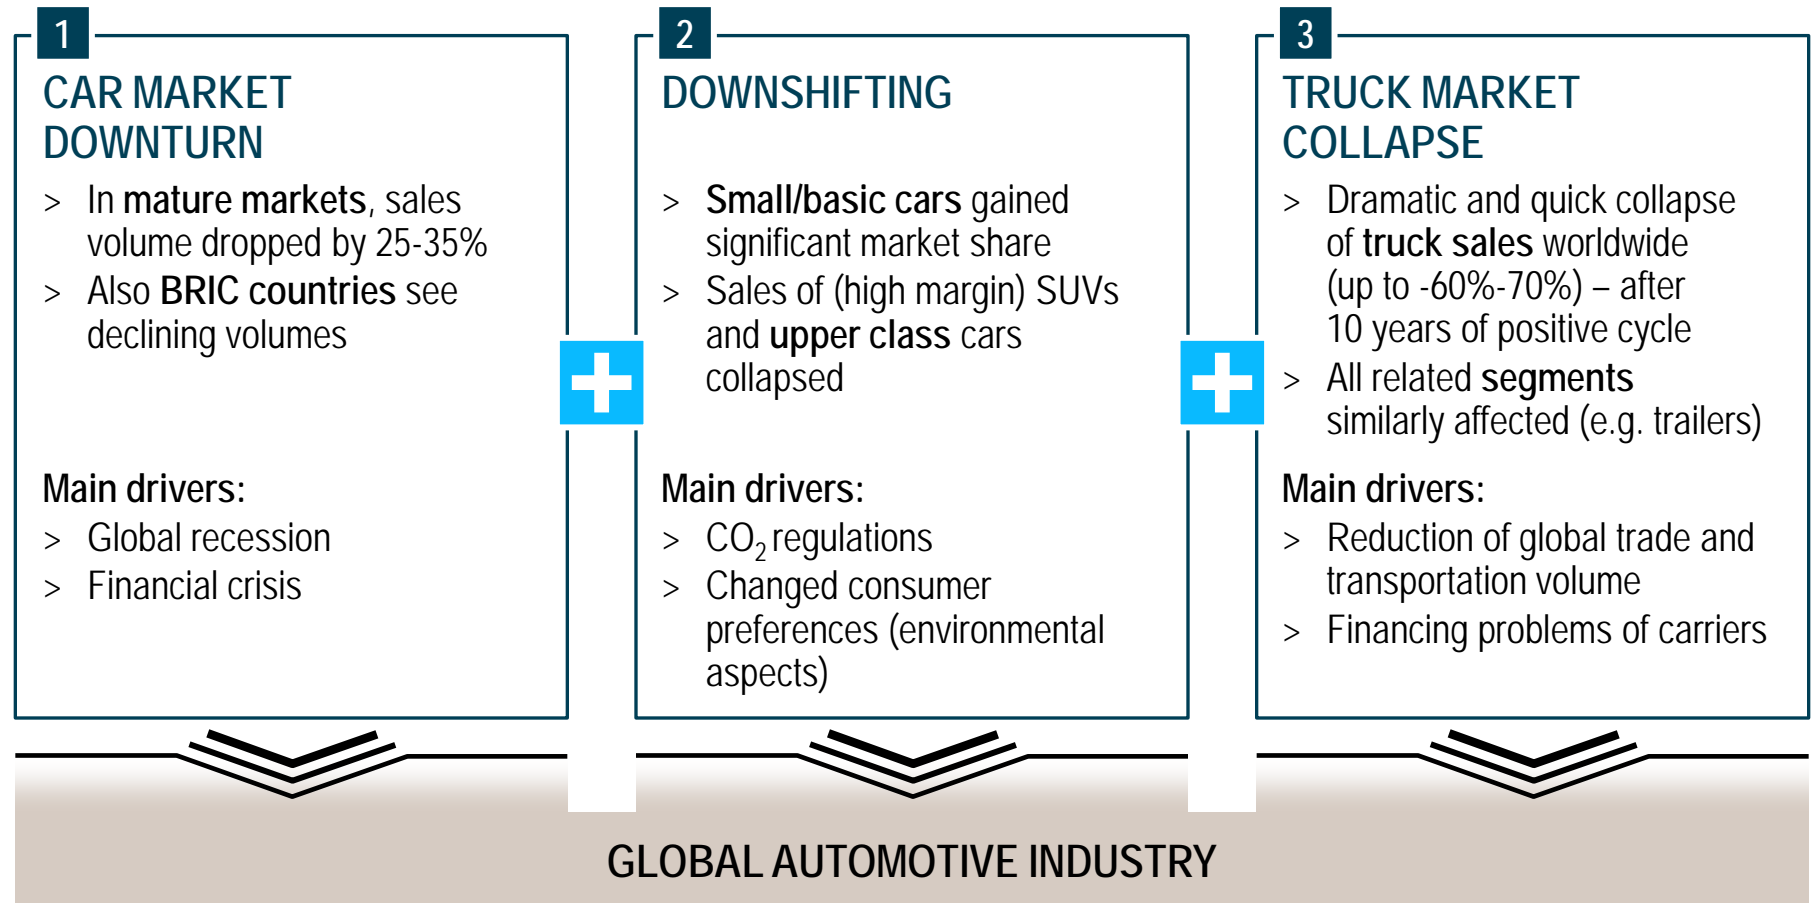 1
CAR MARKET
DOWNTURN
> In mature markets, sales
volume dropped by 25-35%
> Also BRIC countries see
declining volumes
Main drivers:
> Global recession
> Financial crisis
2
DOWNSHIFTING
> Small/basic cars gained
significant market share
> Sales of (high margin) SUVs
and upper class cars
collapsed
Main drivers:
> CO2 regulations
> Changed consumer
preferences (environmental
aspects)
3
TRUCK MARKET
COLLAPSE
> Dramatic and quick collapse
of truck sales worldwide
(up to -60%-70%) – after
10 years of positive cycle
> All related segments
similarly affected (e.g. trailers)
Main drivers:
> Reduction of global trade and
transportation volume
> Financing problems of carriers
GLOBAL AUTOMOTIVE INDUSTRY